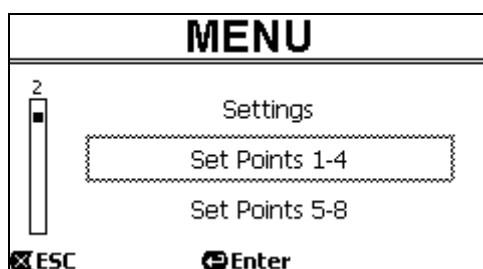 MENU
2
Settings
Set Points 1-4
Set Points 5-8
ESC Enter